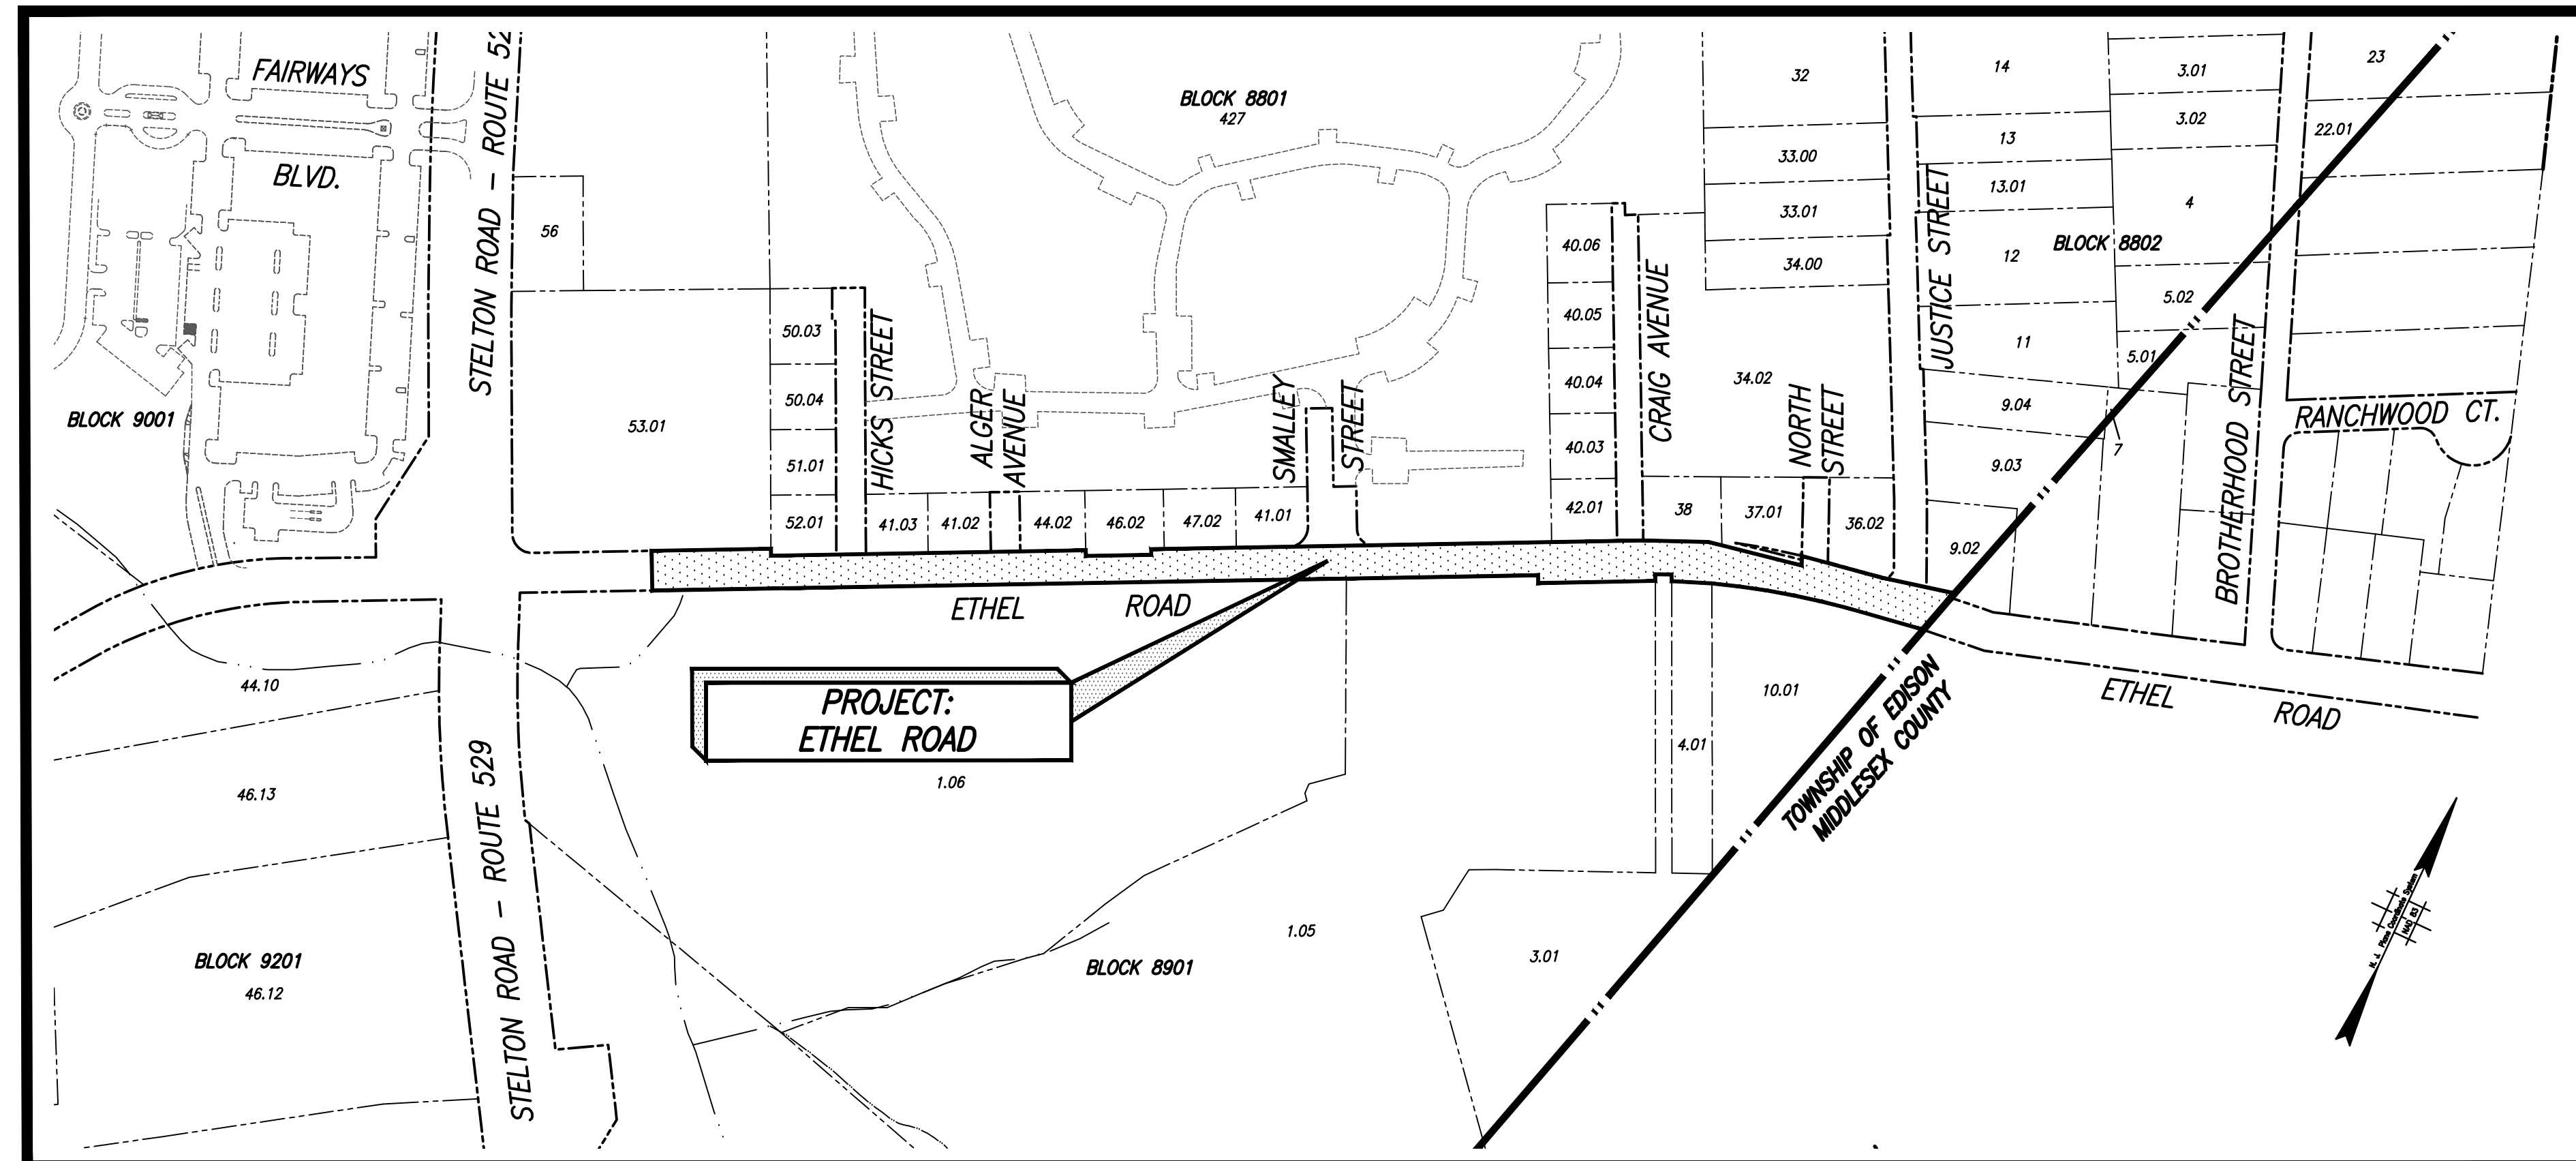 FAIRWAYS
BLVD.
STELTON ROAD - ROUTE 52
BLOCK 9001
56
53.01
50.03
50.04
51.01
52.01
HICKS STREET
41.03
41.02
ALGER
AVENUE
44.02
46.02
47.02
41.01
SMALLEY
STREET
BLOCK 8801
427
40.06
40.05
40.04
40.03
42.01
CRAIG AVENUE
32
33.00
33.01
34.00
34.02
38
37.01
NORTH
STREET
36.02
JUSTICE STREET
14
13
13.01
12
11
9.04
9.03
9.02
BLOCK 8802
3.01
3.02
4
5.02
5.01
7
BROTHERHOOD STREET
23
22.01
RANCHWOOD CT.
ETHEL ROAD
ETHEL ROAD
PROJECT:
ETHEL ROAD
1.06
44.10
46.13
STELTON ROAD - ROUTE 529
BLOCK 9201
46.12
BLOCK 8901
1.05
3.01
4.01
10.01
TOWNSHIP OF EDISON
MIDDLESEX COUNTY
N. J. Plane Coordinate System
NAD 83